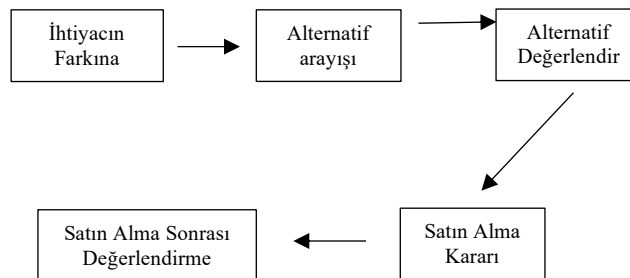 İhtiyacın
Farkına
Alternatif
arayışı
Alternatif
Değerlendir
Satın Alma
Kararı
Satın Alma Sonrası
Değerlendirme